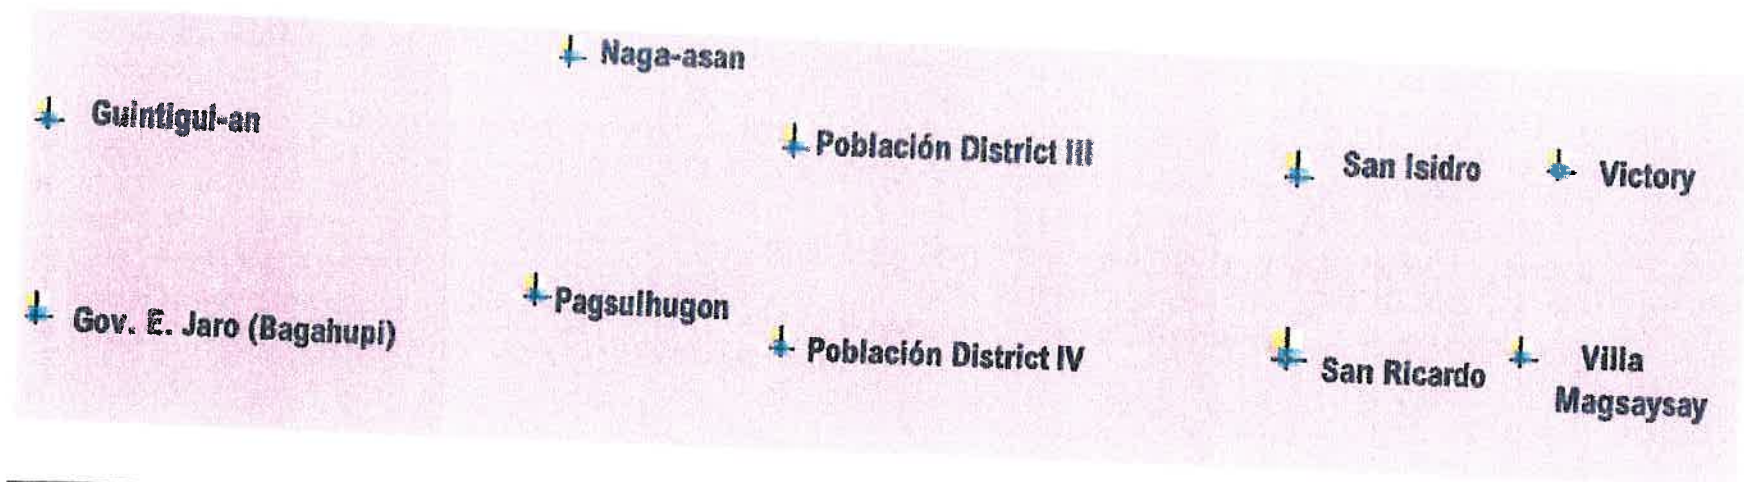 Naga-asan
Guintigui-an
Población District III
San Isidro
Victory
Pagsulhugon
Gov. E. Jaro (Bagahupi)
Población District IV
San Ricardo
Villa
Magsaysay